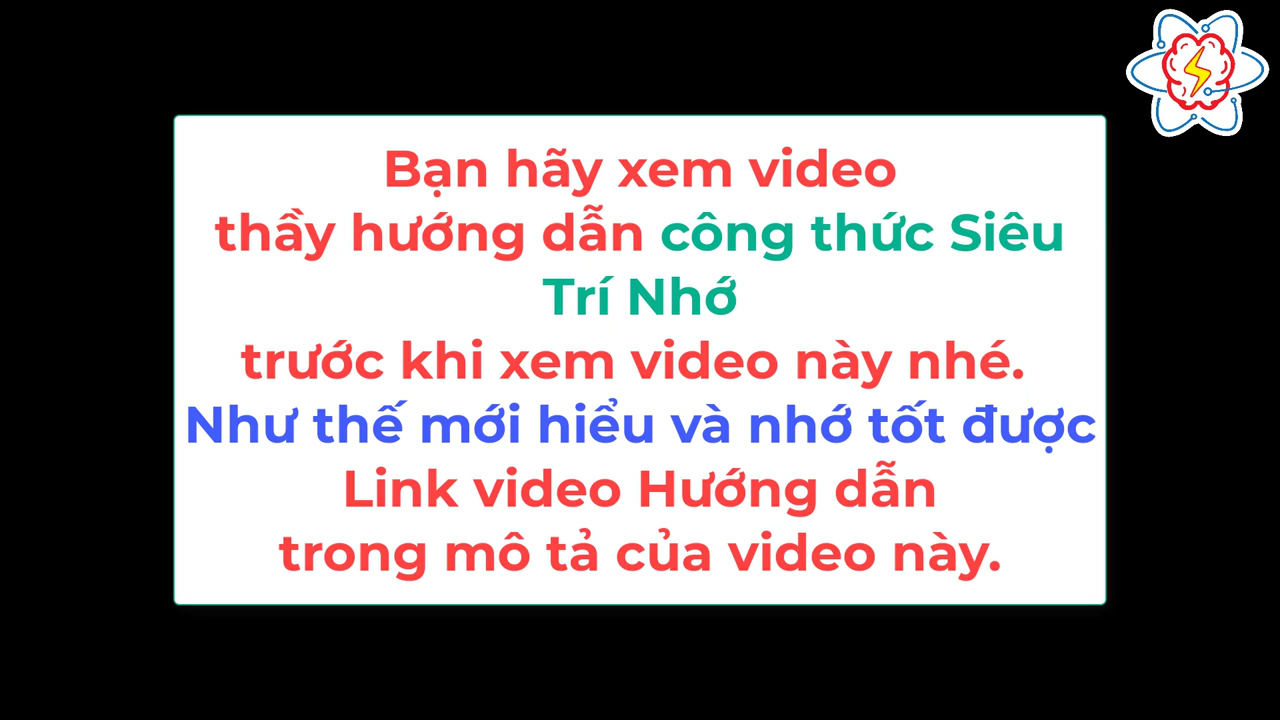 Bạn hãy xem video
thầy hướng dẫn công thức Siêu
Trí Nhớ
trước khi xem video này nhé.
Như thế mới hiểu và nhớ tốt được
Link video Hướng dẫn
trong mô tả của video này.